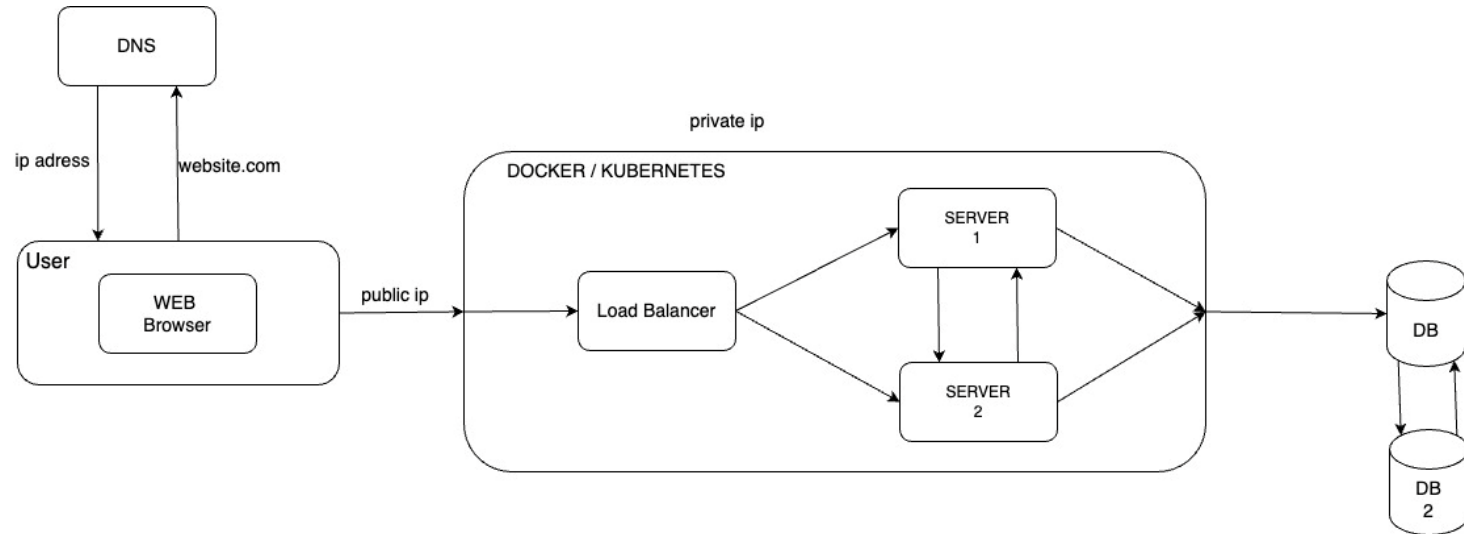 DNS
ip adress
website.com
private ip
DOCKER / KUBERNETES
User
WEB
Browser
public ip
Load Balancer
SERVER
1
SERVER
2
DB
DB
2